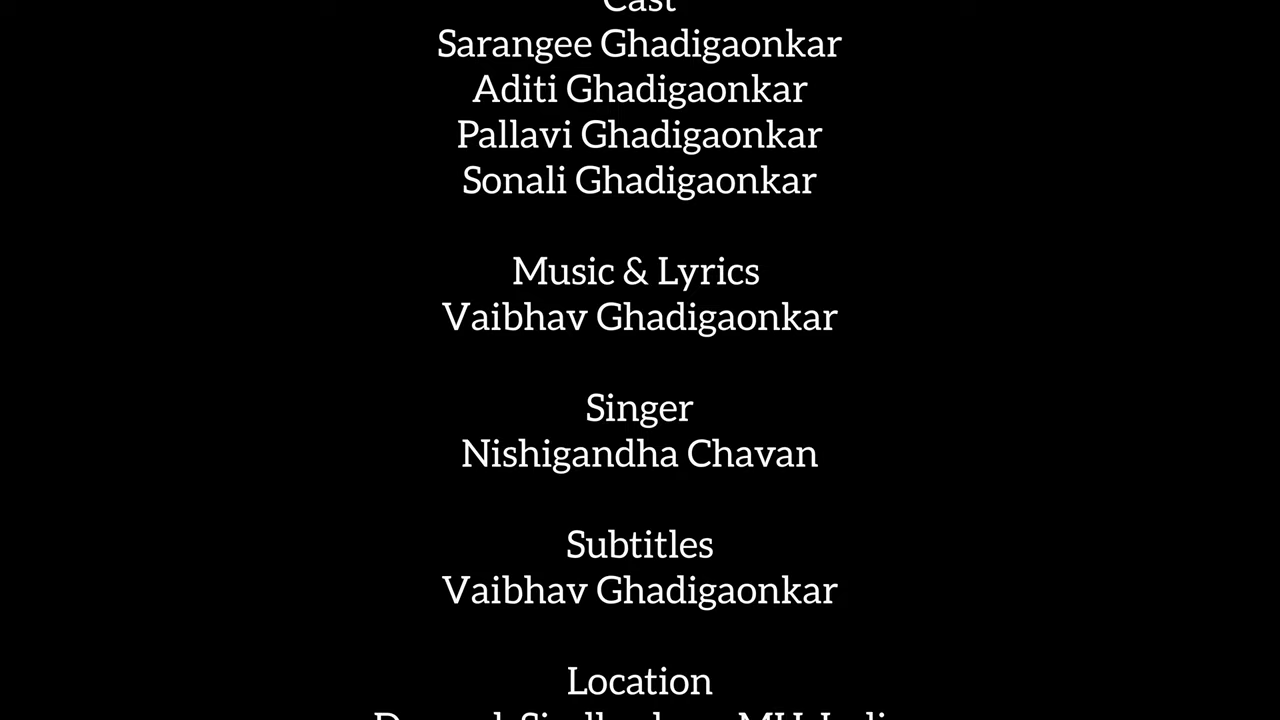 Cast
Sarangee Ghadigaonkar
Aditi Ghadigaonkar
Pallavi Ghadigaonkar
Sonali Ghadigaonkar
Music & Lyrics
Vaibhav Ghadigaonkar
Singer
Nishigandha Chavan
Subtitles
Vaibhav Ghadigaonkar
Location